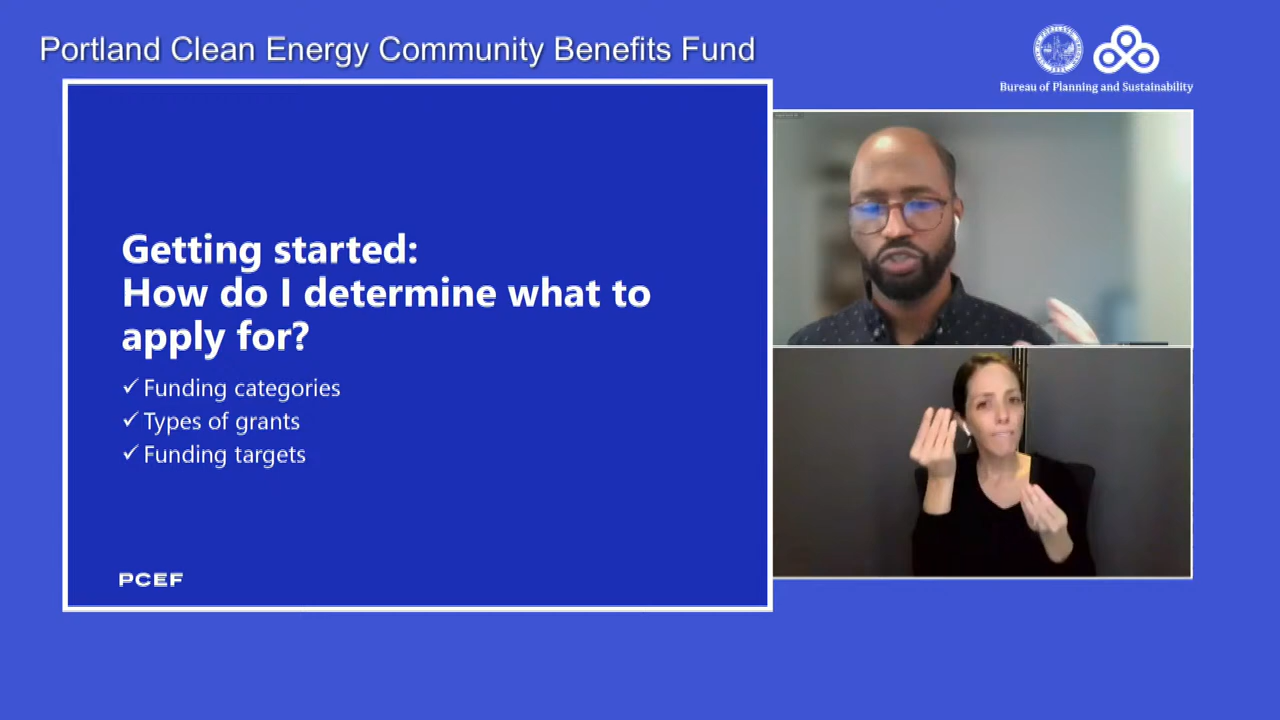 Portland Clean Energy Community Benefits Fund
Bureau of Planning and Sustainability
Getting started:
How do I determine what to
apply for?
✓ Funding categories
✓ Types of grants
✓ Funding targets
PCEF